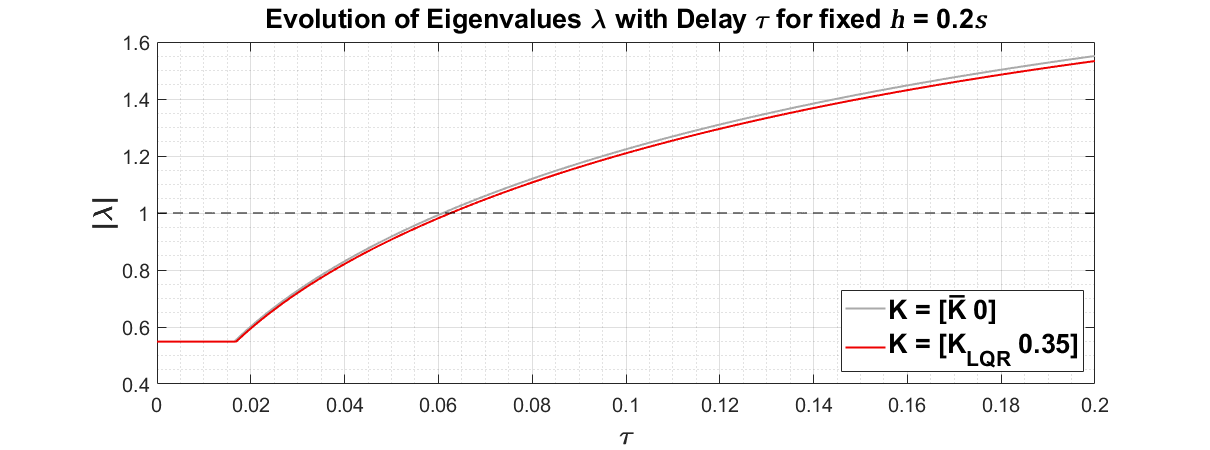 Evolution of Eigenvalues λ with Delay τ for fixed h = 0.2s
1.6
1.4
1.2
1
0.8
0.6
0.4
|λ|
K = [K̄ 0]
K = [K_LQR 0.35]
0 0.02 0.04 0.06 0.08 0.1 0.12 0.14 0.16 0.18 0.2
τ